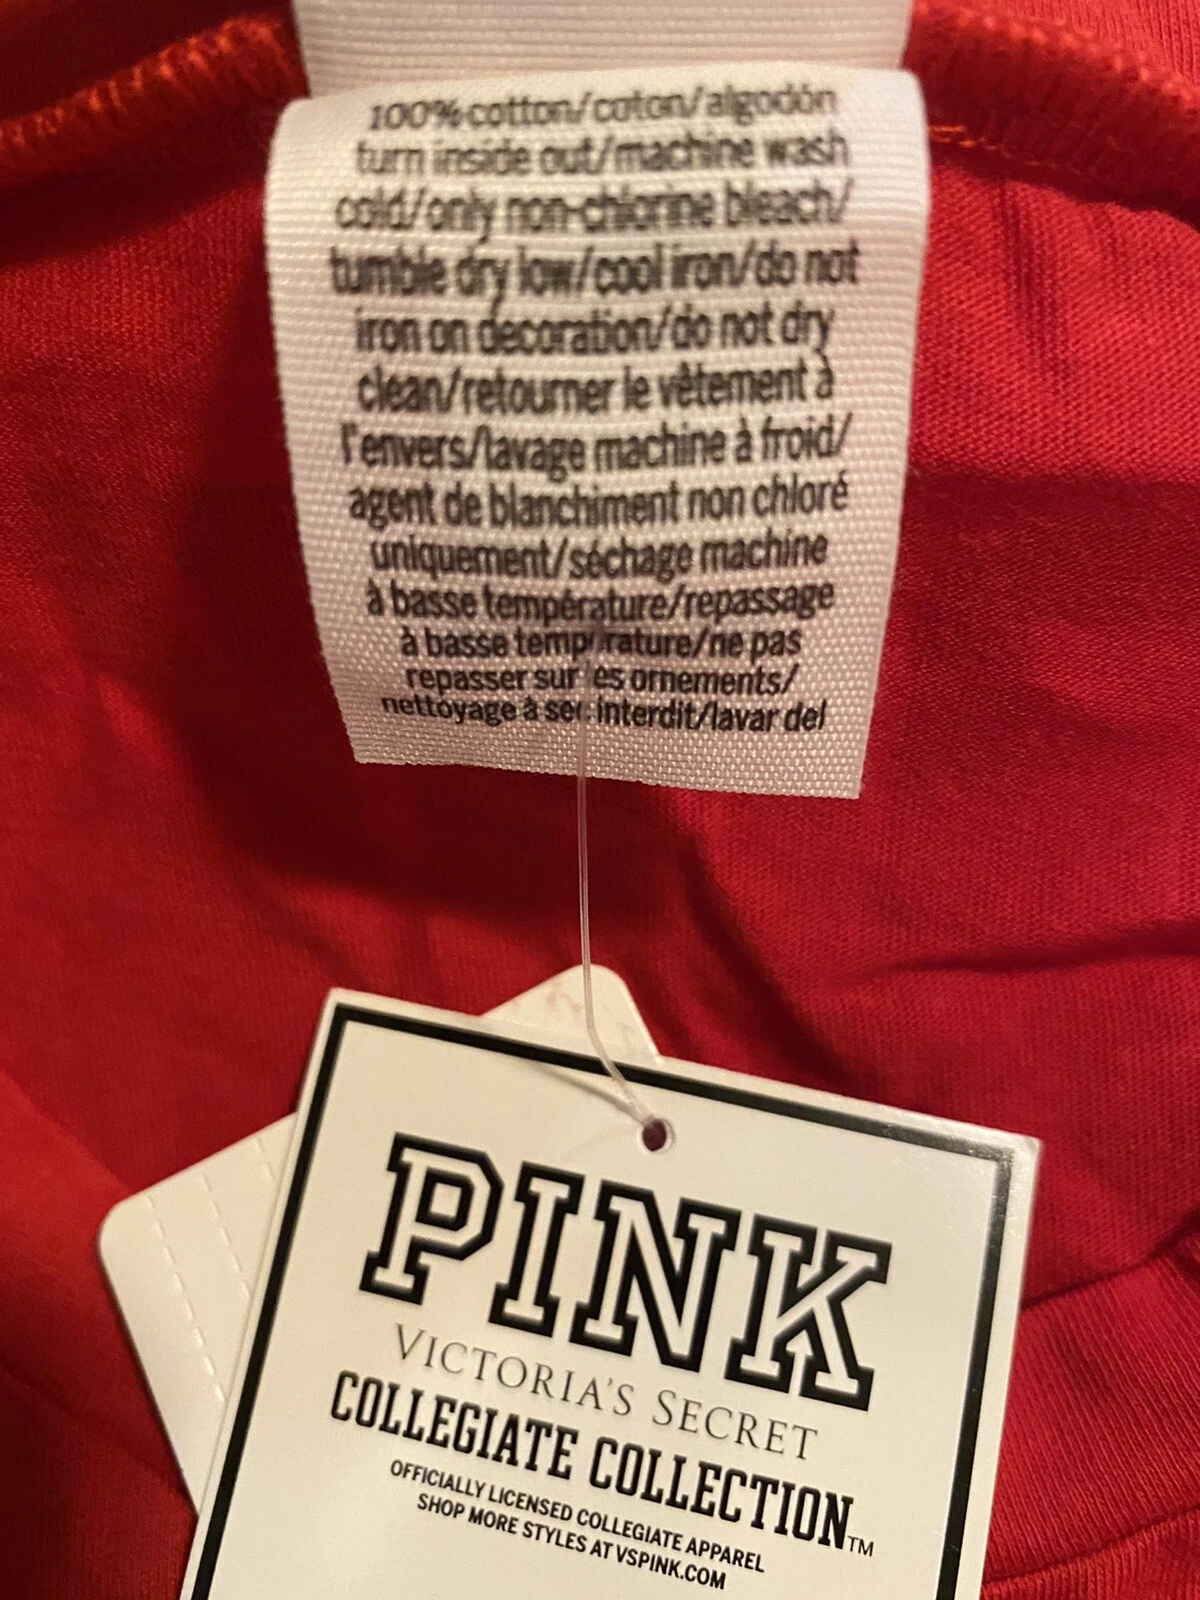 100% cotton/coton/algodón
turn inside out/machine wash
cold/only non-chlorine bleach/
tumble dry low/cool iron/do not
iron on decoration/do not dry
clean/retourner le vêtement à
l'envers/lavage machine à froid/
agent de blanchiment non chloré
uniquement/séchage machine
à basse température/repassage
à basse température/ne pas
repasser sur les ornements/
nettoyage à sec interdit/lavar del
PINK
VICTORIA'S SECRET
COLLEGIATE COLLECTION™
OFFICIALLY LICENSED COLLEGIATE APPAREL
SHOP MORE STYLES AT VSPINK.COM